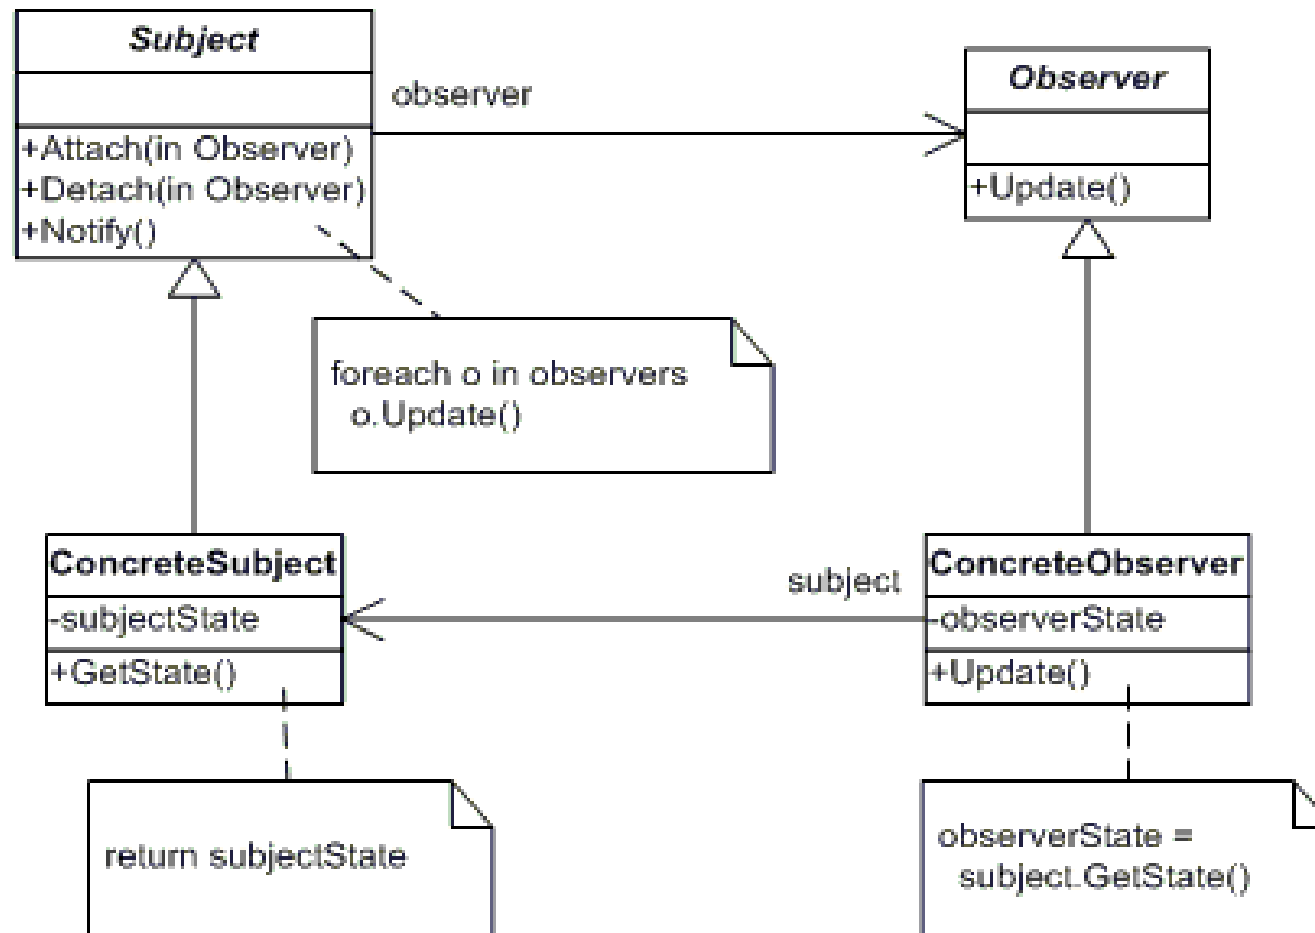 Subject
+Attach(in Observer)
+Detach(in Observer)
+Notify()
observer
Observer
+Update()
foreach o in observers
o.Update()
ConcreteSubject
-subjectState
+GetState()
subject
ConcreteObserver
-observerState
+Update()
return subjectState
observerState =
subject.GetState()